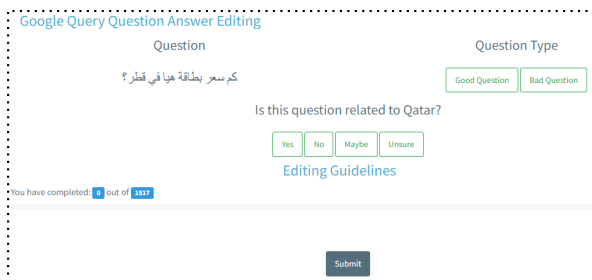 Google Query Question Answer Editing
Question
Question Type
كم سعر بطاقة هيا في قطر ؟
Good Question
Bad Question
Is this question related to Qatar?
Yes
No
Maybe
Unsure
Editing Guidelines
You have completed: 0 out of 1517
Submit